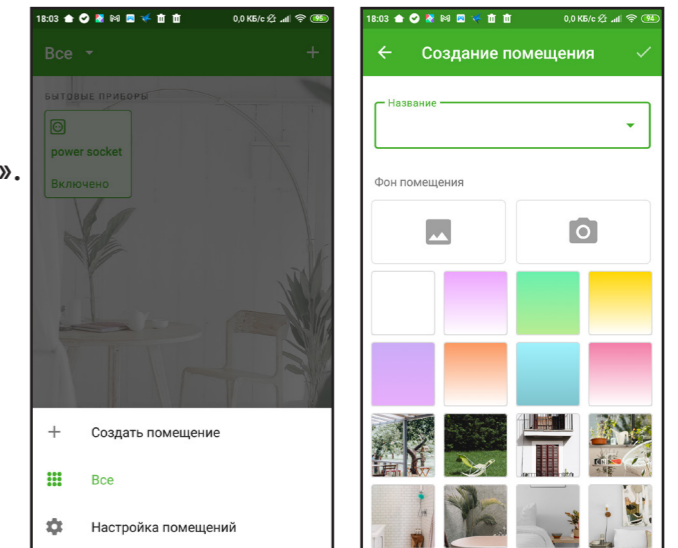 18:03 0,0 КБ/с 95
Все
БЫТОВЫЕ ПРИБОРЫ
power socket
Включено
Создать помещение
Все
Настройка помещений
».
18:03 0,0 КБ/с 94
Создание помещения
Название
Фон помещения